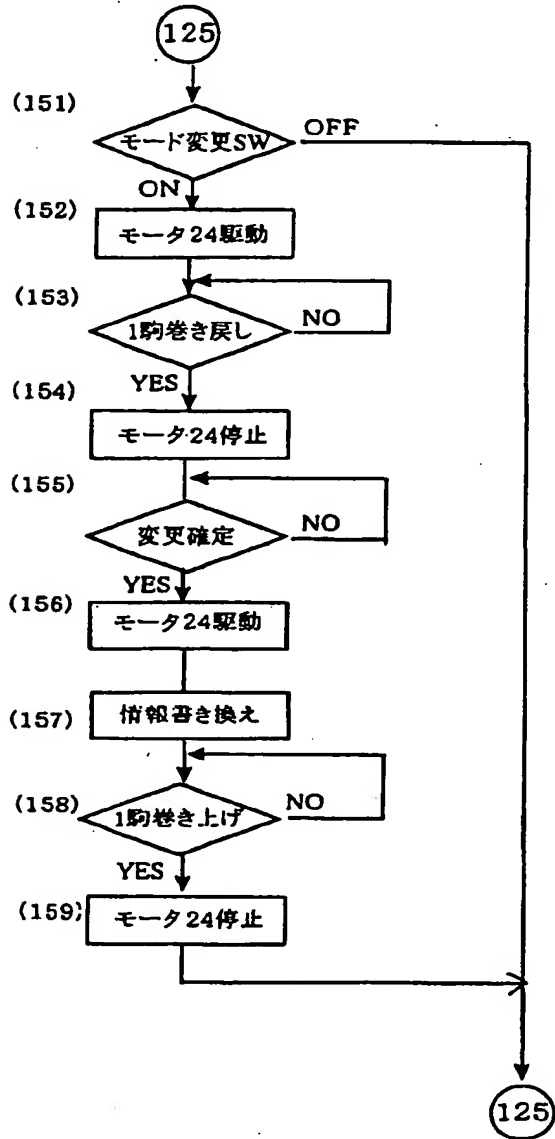 125
(151)
モード変更SW
OFF
ON
(152)
モータ24駆動
(153)
1駒巻き戻し
NO
YES
(154)
モータ24停止
(155)
変更確定
NO
YES
(156)
モータ24駆動
(157)
情報書き換え
(158)
1駒巻き上げ
NO
YES
(159)
モータ24停止
125